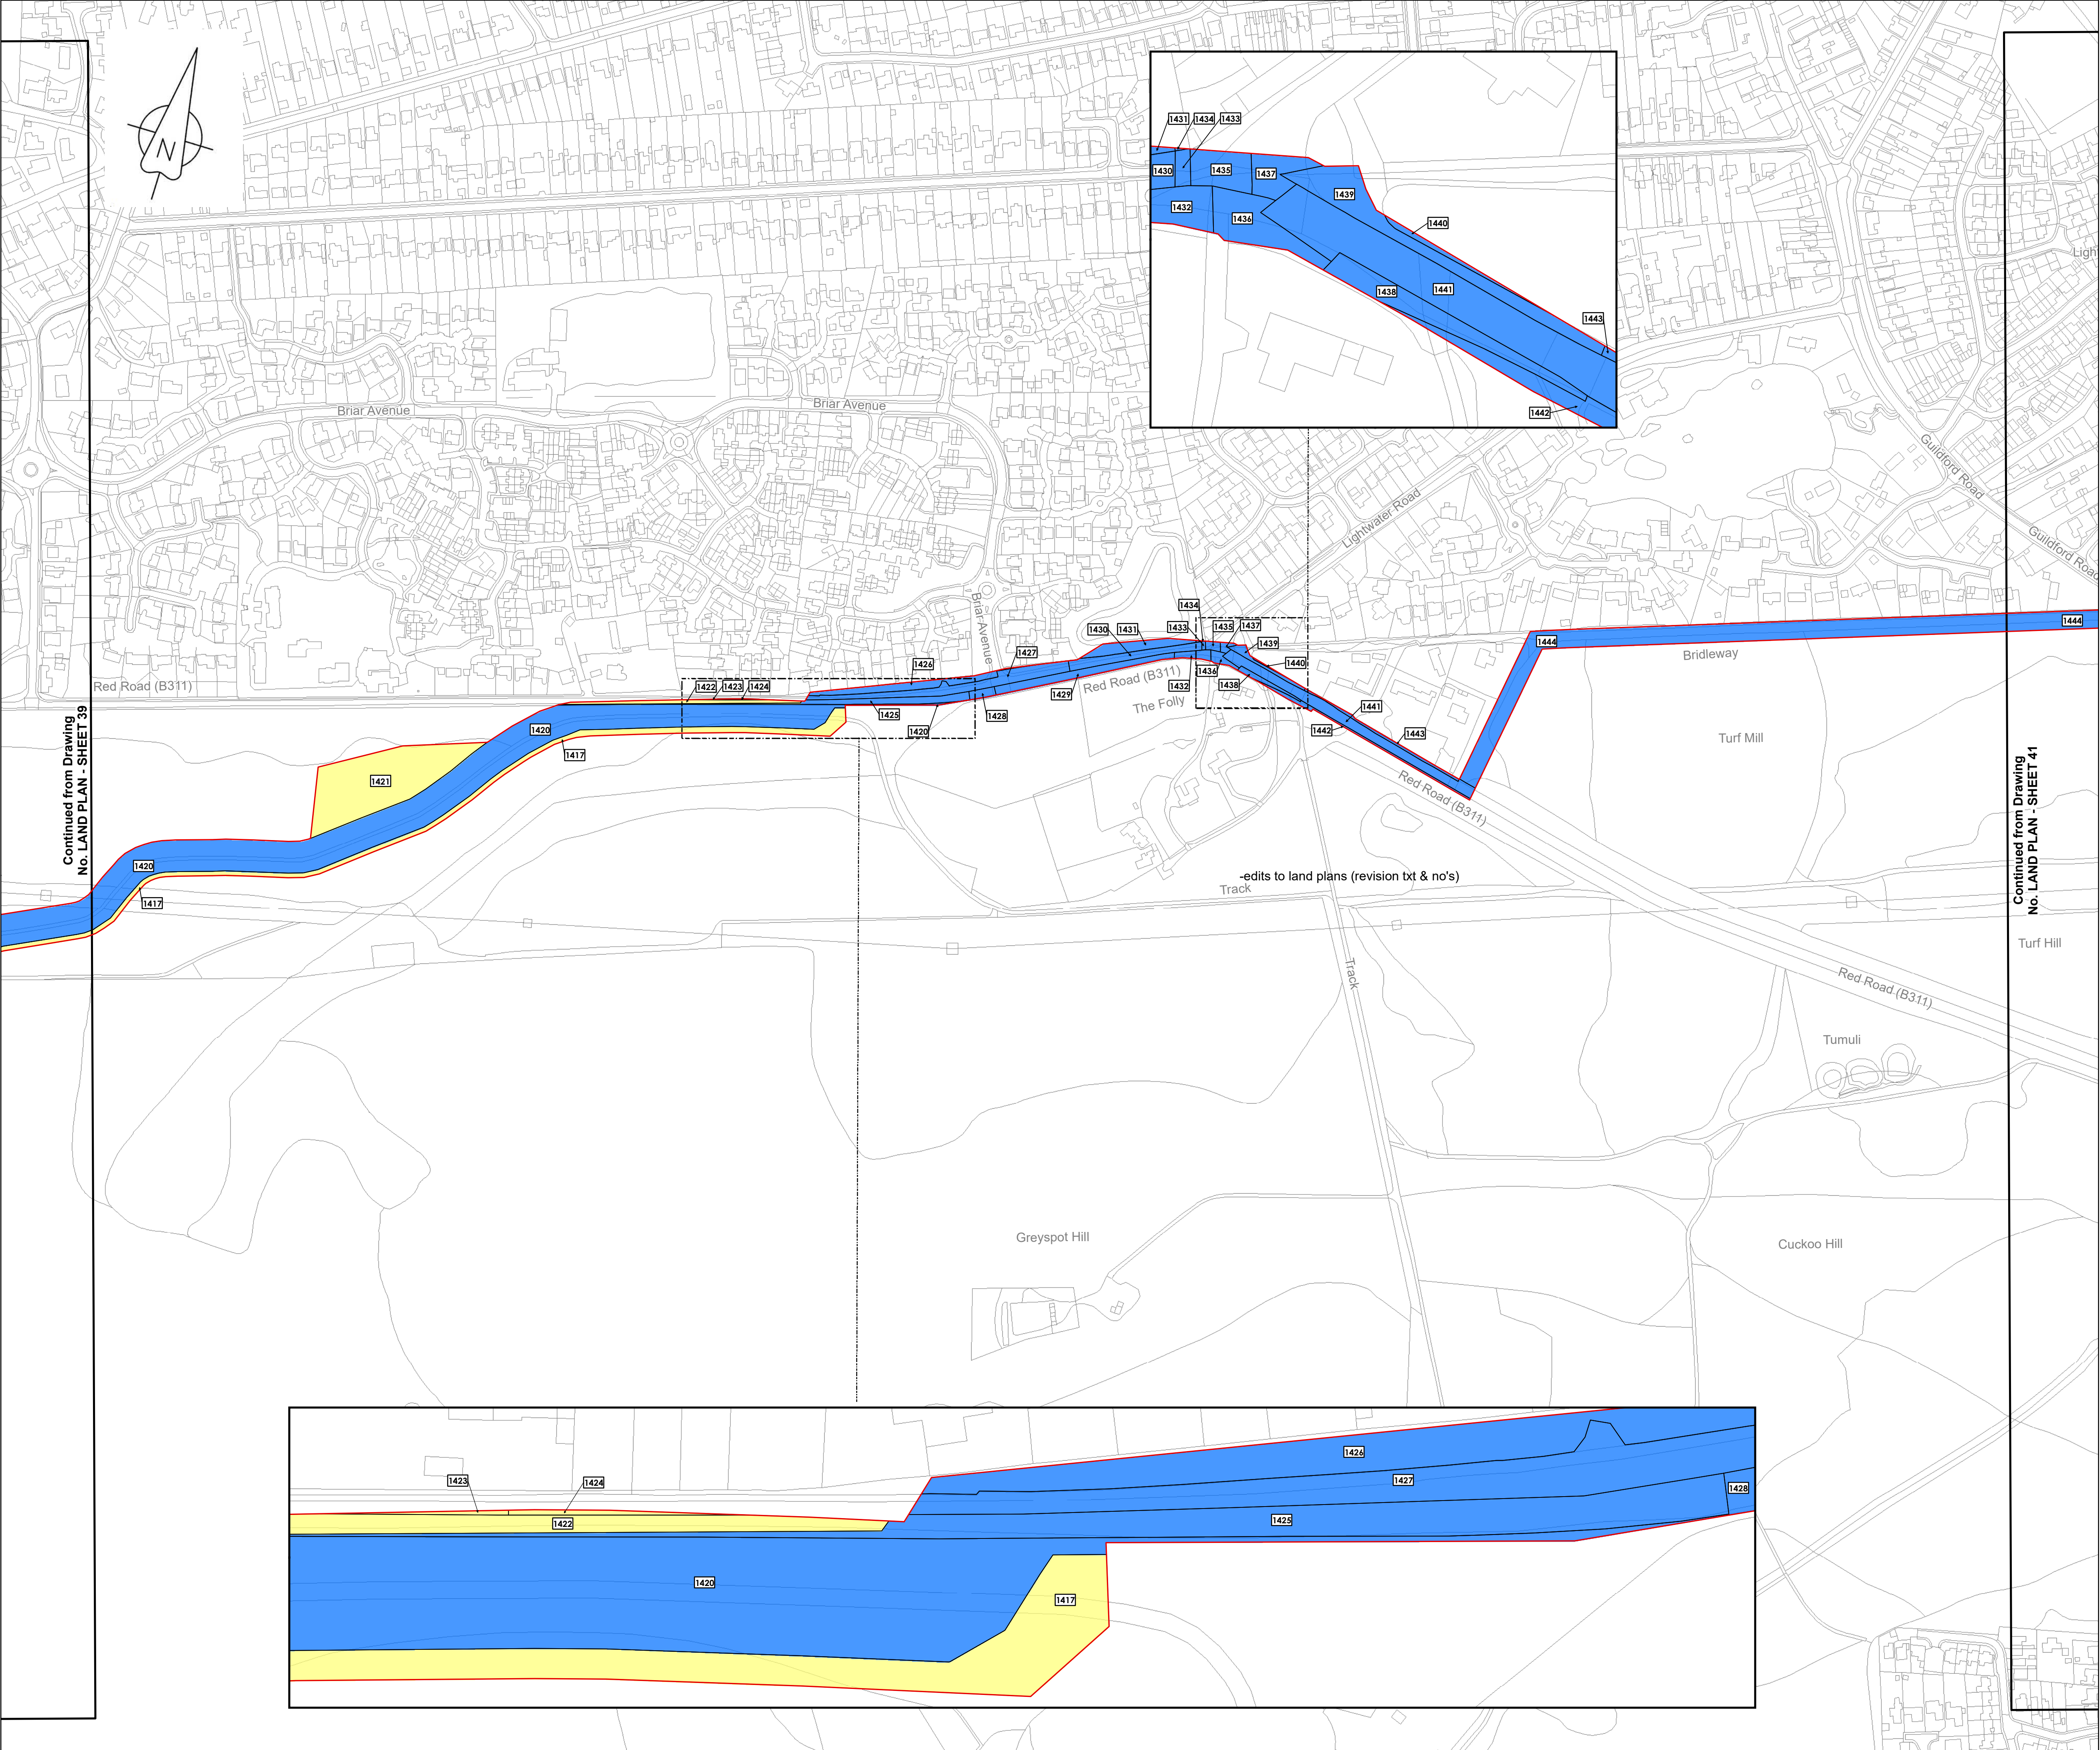 N
1431
1434
1433
1430
1435
1437
1439
1432
1436
1440
1438
1441
1443
1442
Briar Avenue
Briar Avenue
Guildford Road
Guildford Road
Lightwater Road
Briar Avenue
1434
1430
1431
1433
1435
1437
1439
1444
1444
1427
1426
1440
1436
1432
1438
Bridleway
Red Road (B311)
1422
1423
1424
1429
Red Road (B311)
The Folly
1425
1428
1420
1441
1442
1443
1420
1417
Turf Mill
1421
Continued from Drawing
No. LAND PLAN - SHEET 39
Continued from Drawing
No. LAND PLAN - SHEET 41
Red Road (B311)
1420
1417
-edits to land plans (revision txt & no's)
Track
Turf Hill
Track
Red Road (B311)
Tumuli
Greyspot Hill
Cuckoo Hill
1426
1423
1424
1427
1428
1422
1425
1420
1417